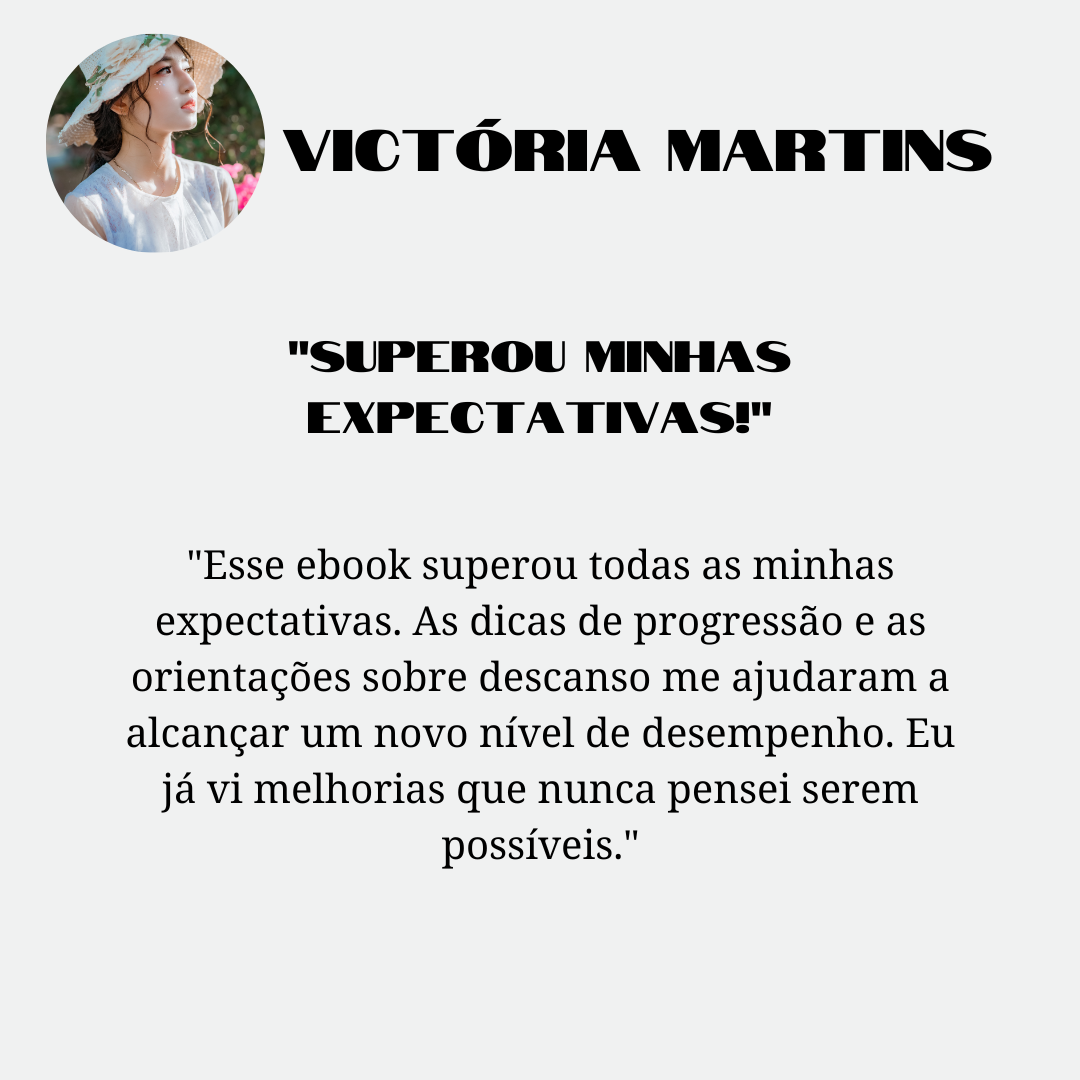 VICTÓRIA MARTINS
"SUPEROU MINHAS
EXPECTATIVAS!"
"Esse ebook superou todas as minhas
expectativas. As dicas de progressão e as
orientações sobre descanso me ajudaram a
alcançar um novo nível de desempenho. Eu
já vi melhorias que nunca pensei serem
possíveis."